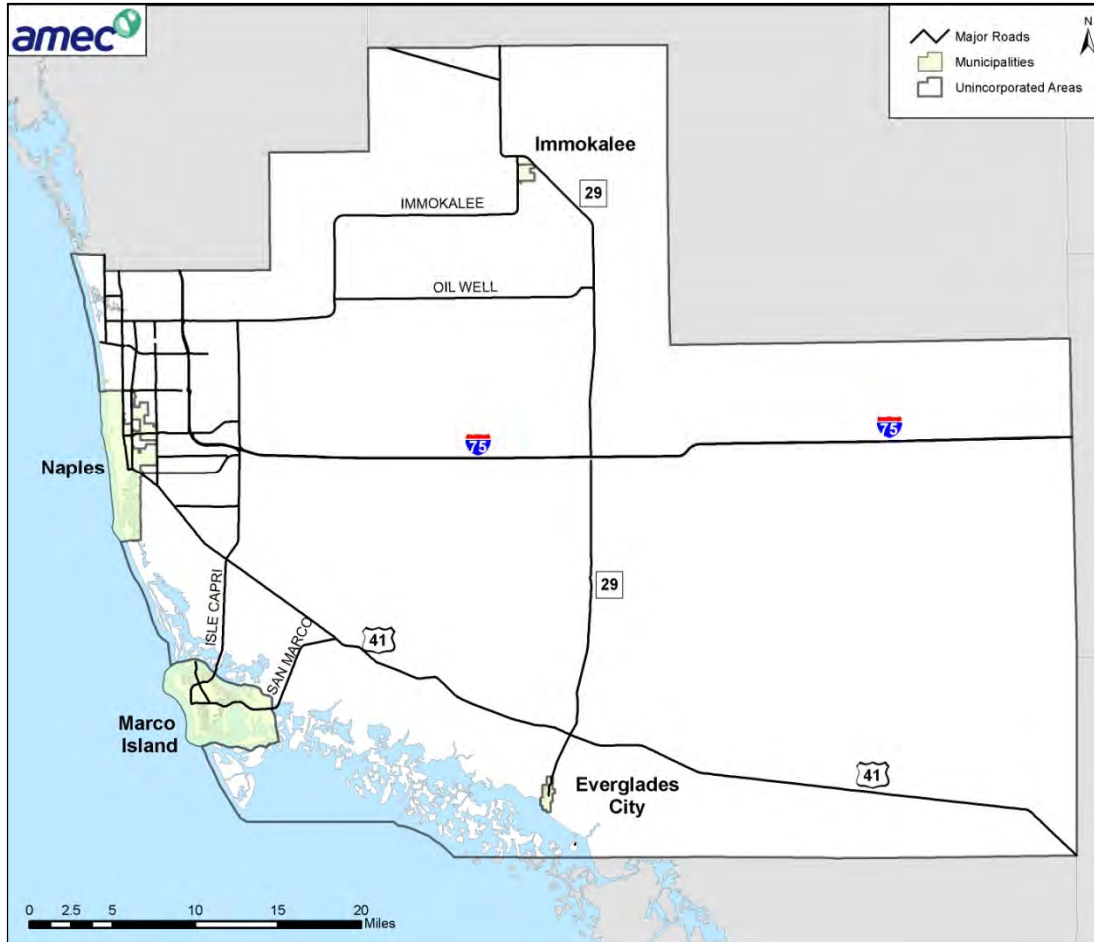 amec
Major Roads
Municipalities
Unincorporated Areas
N
Immokalee
29
IMMOKALEE
OIL WELL
75
75
Naples
29
ISLE CAPRI
SAN MARCO
41
Marco
Island
Everglades
City
41
0 2.5 5 10 15 20
Miles